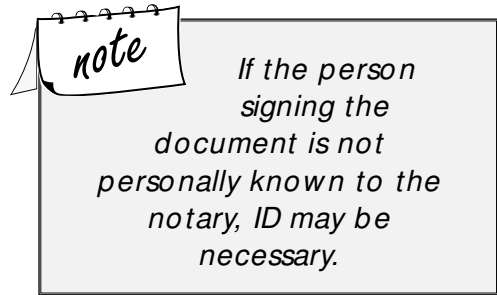 note
If the person
signing the
document is not
personally known to the
notary, ID may be
necessary.